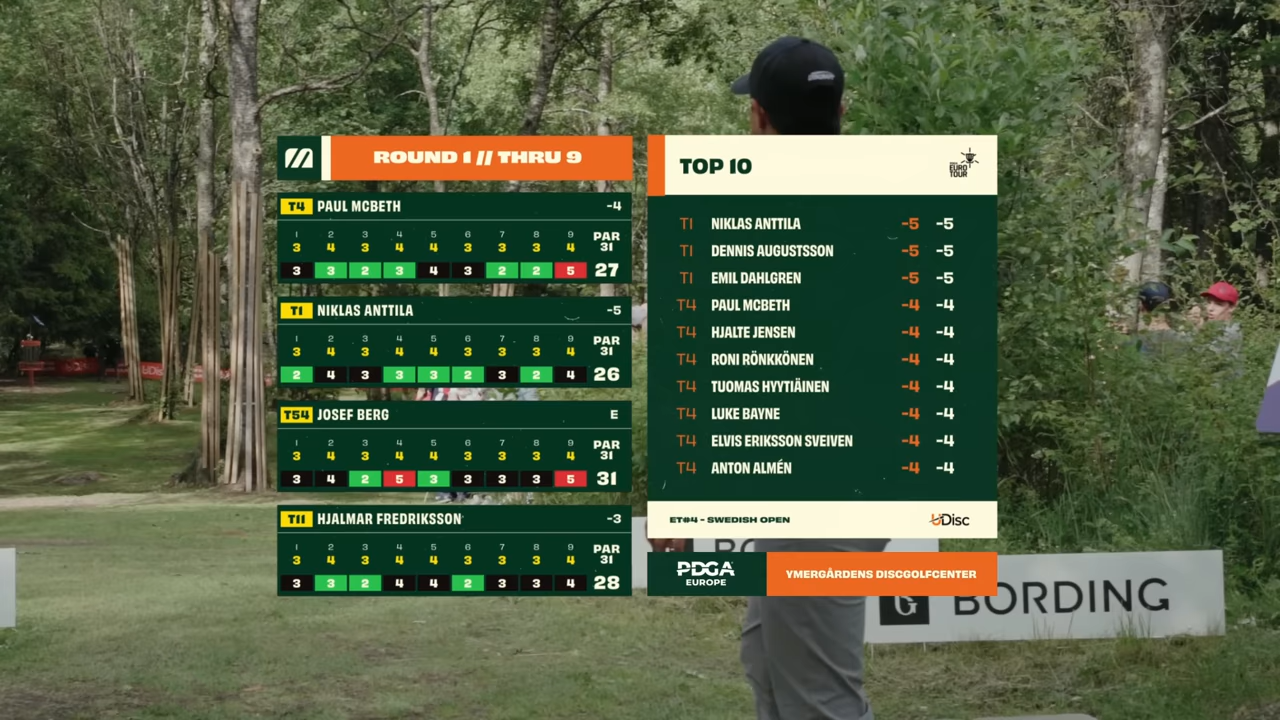 ROUND 1 // THRU 9
T4 PAUL MCBETH -4
1 2 3 4 5 6 7 8 9 PAR
3 4 3 4 4 3 3 3 4 31
3 3 2 3 4 3 2 2 5 27
T1 NIKLAS ANTTILA -5
1 2 3 4 5 6 7 8 9 PAR
3 4 3 4 4 3 3 3 4 31
2 4 3 3 3 2 3 2 4 26
T54 JOSEF BERG E
1 2 3 4 5 6 7 8 9 PAR
3 4 3 4 4 3 3 3 4 31
3 4 2 5 3 3 3 3 5 31
T11 HJALMAR FREDRIKSSON -3
1 2 3 4 5 6 7 8 9 PAR
3 4 3 4 4 3 3 3 4 31
3 3 2 4 4 2 3 3 4 28
TOP 10
EURO
TOUR
T1 NIKLAS ANTTILA -5 -5
T1 DENNIS AUGUSTSSON -5 -5
T1 EMIL DAHLGREN -5 -5
T4 PAUL MCBETH -4 -4
T4 HJALTE JENSEN -4 -4
T4 RONI RÖNKKÖNEN -4 -4
T4 TUOMAS HYYTIÄINEN -4 -4
T4 LUKE BAYNE -4 -4
T4 ELVIS ERIKSSON SVEIVEN -4 -4
T4 ANTON ALMÉN -4 -4
ET#4 - SWEDISH OPEN
UDisc
PDGA
EUROPE
YMERGÅRDENS DISCGOLFCENTER
G BORDING